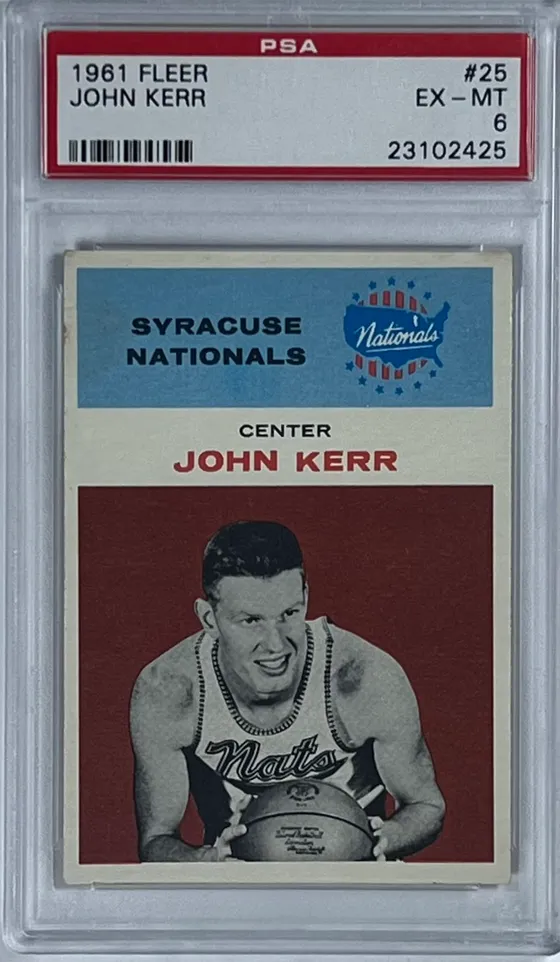 PSA
1961 FLEER
#25
JOHN KERR
EX-MT
6
23102425
SYRACUSE
NATIONALS
Nationals
CENTER
JOHN KERR
Nats